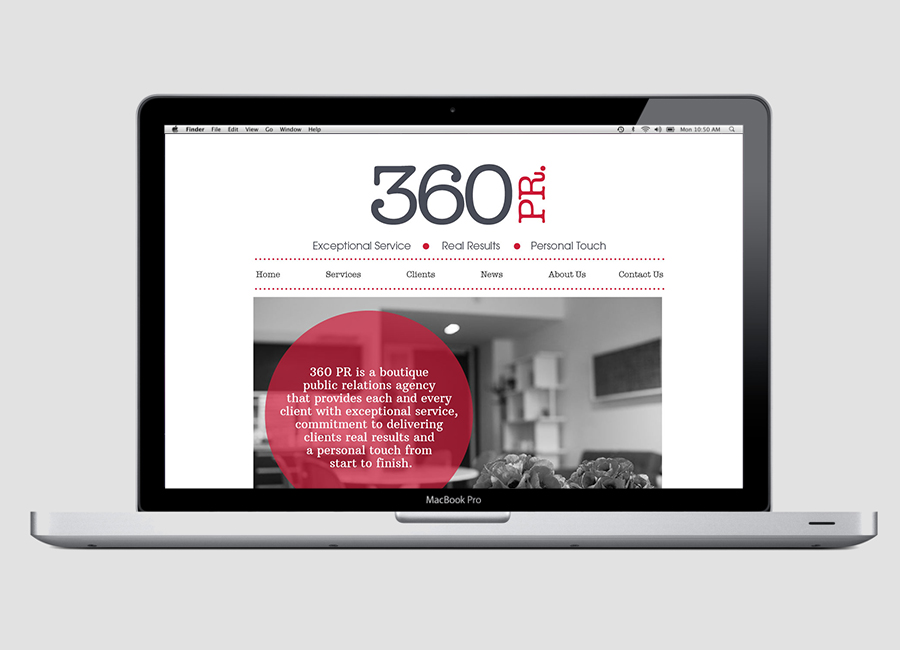 Finder File Edit View Go Window Help Mon 10:50 AM
360 PR.
Exceptional Service • Real Results • Personal Touch
Home Services Clients News About Us Contact Us
360 PR is a boutique
public relations agency
that provides each and every
client with exceptional service,
commitment to delivering
clients real results and
a personal touch from
start to finish.
MacBook Pro